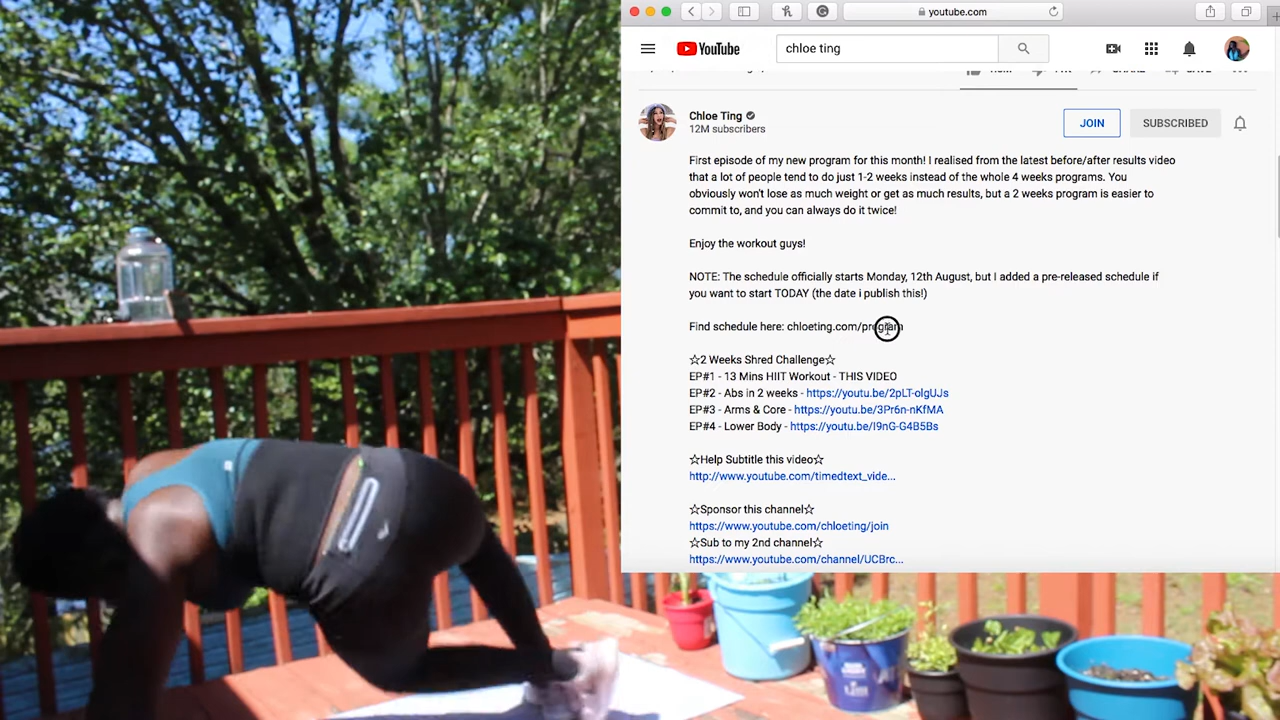 youtube.com
YouTube
chloe ting
Chloe Ting
12M subscribers
JOIN
SUBSCRIBED
First episode of my new program for this month! I realised from the latest before/after results video
that a lot of people tend to do just 1-2 weeks instead of the whole 4 weeks programs. You
obviously won't lose as much weight or get as much results, but a 2 weeks program is easier to
commit to, and you can always do it twice!
Enjoy the workout guys!
NOTE: The schedule officially starts Monday, 12th August, but I added a pre-released schedule if
you want to start TODAY (the date i publish this!)
Find schedule here: chloeting.com/program
☆2 Weeks Shred Challenge☆
EP#1 - 13 Mins HIIT Workout - THIS VIDEO
EP#2 - Abs in 2 weeks - https://youtu.be/2pLT-olgUJs
EP#3 - Arms & Core - https://youtu.be/3Pr6n-nKfMA
EP#4 - Lower Body - https://youtu.be/I9nG-G4B5Bs
☆Help Subtitle this video☆
http://www.youtube.com/timedtext_vide...
☆Sponsor this channel☆
https://www.youtube.com/chloeting/join
☆Sub to my 2nd channel☆
https://www.youtube.com/channel/UCBrc...